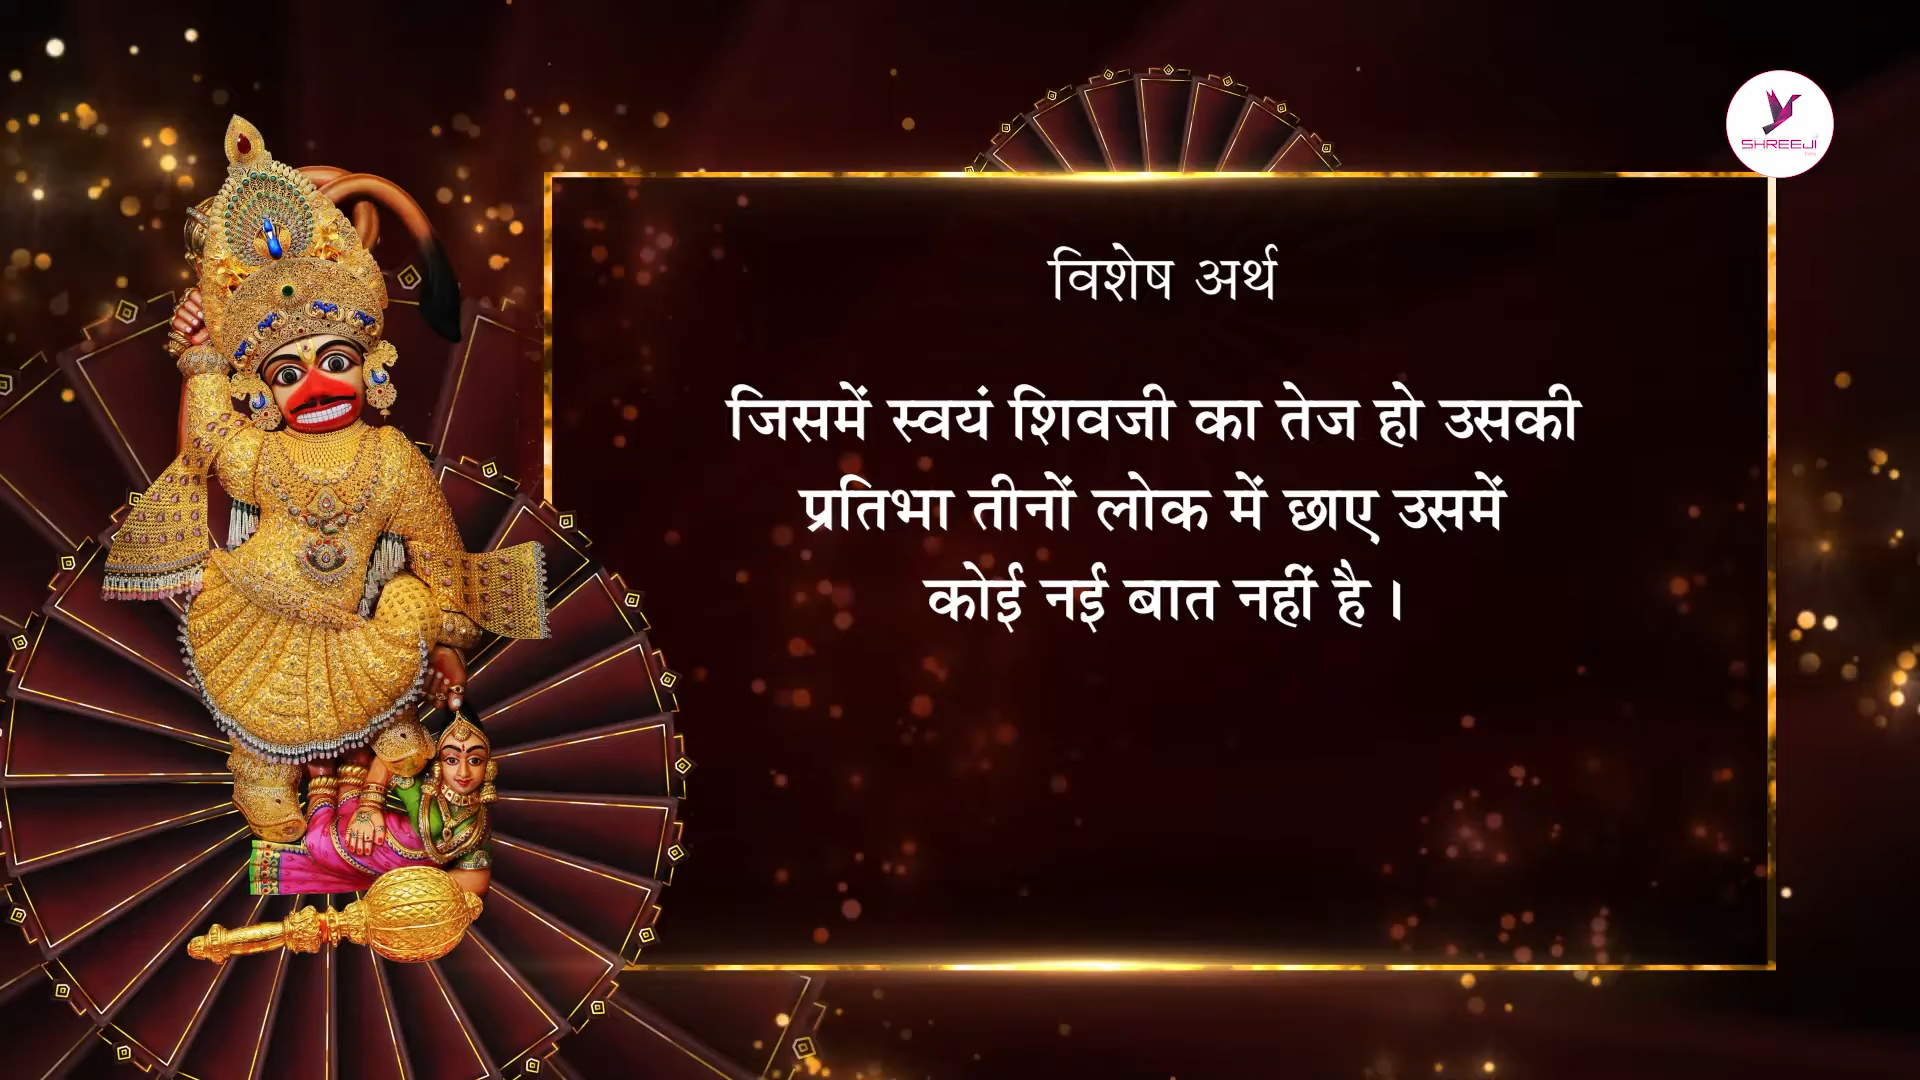 SHREEJI
विशेष अर्थ
जिसमें स्वयं शिवजी का तेज हो उसकी
प्रतिभा तीनों लोक में छाए उसमें
कोई नई बात नहीं है ।